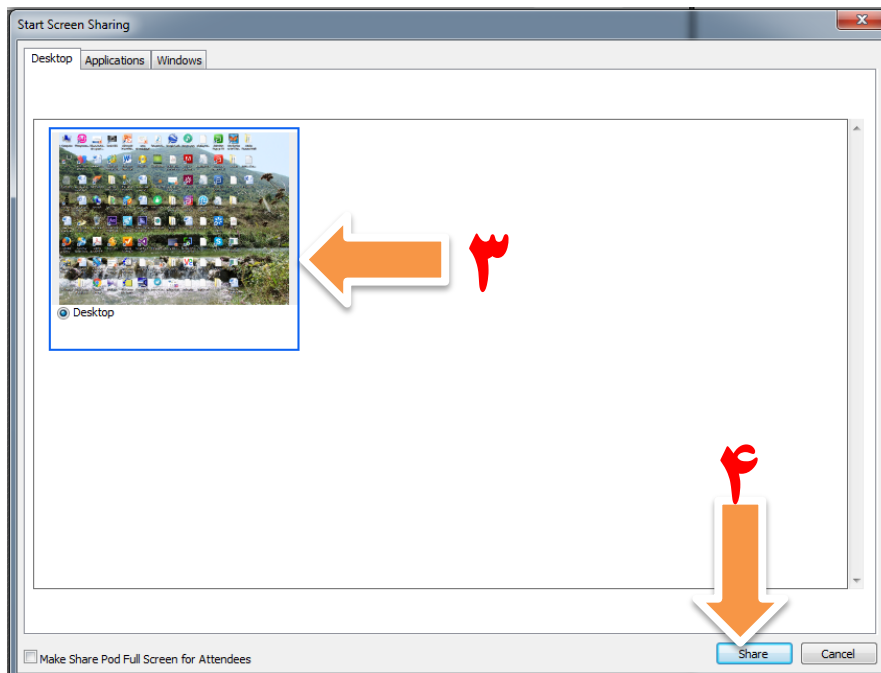 Start Screen Sharing
Desktop Applications Windows
Desktop
۳
۴
Make Share Pod Full Screen for Attendees
Share Cancel